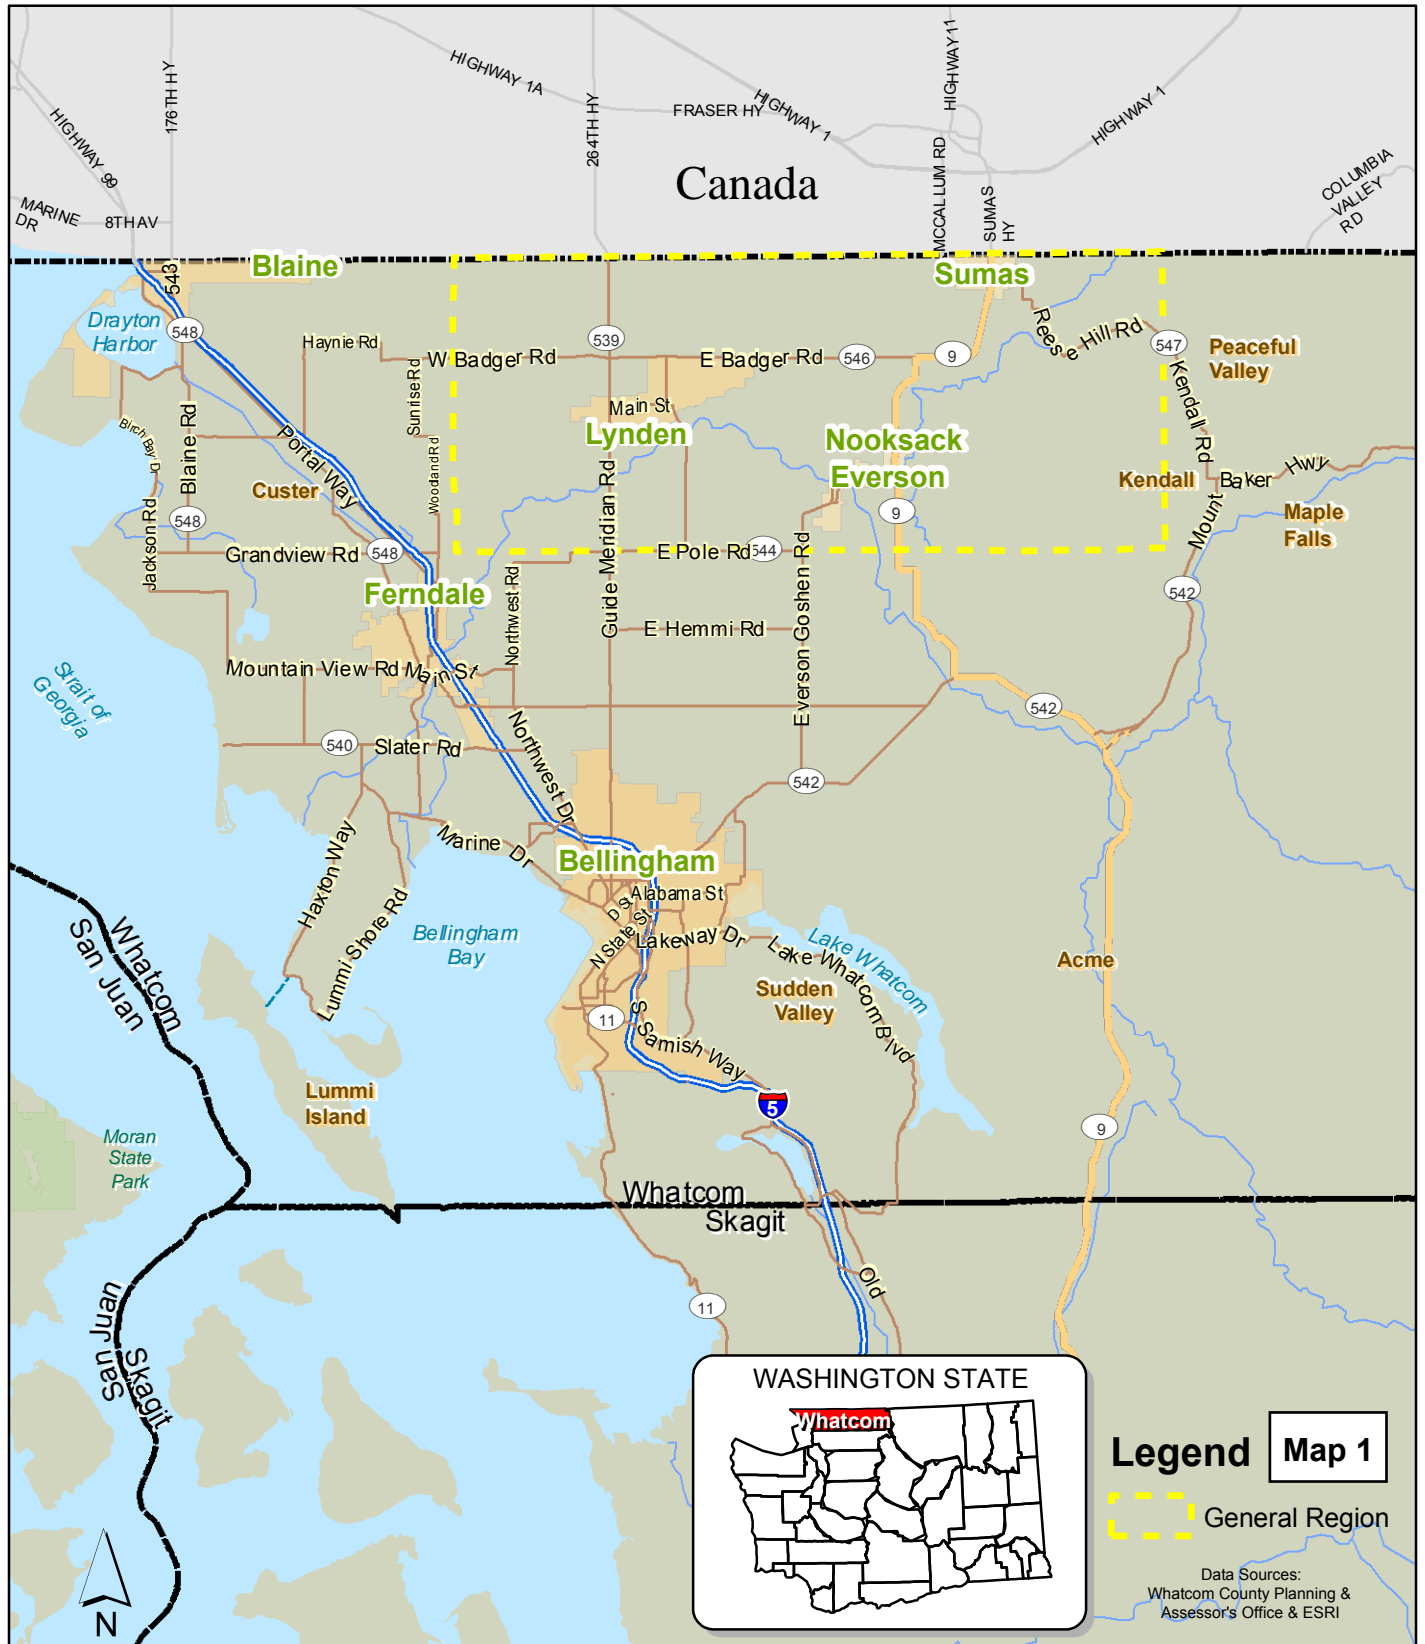 HIGHWAY 99
176TH HY
HIGHWAY 1A
264TH HY
FRASER HY
HIGHWAY 1
HIGHWAY11
HIGHWAY 1
MCCALLUM RD
SUMAS
HY
COLUMBIA
VALLEY
RD
MARINE
DR
8TH AV
Canada
543
Blaine
Sumas
Drayton
Harbor
548
Haynie Rd
Sunrise Rd
W Badger Rd
539
E Badger Rd
546
9
Reese Hill Rd
547
Peaceful
Valley
Kendall Rd
Birch Bay Dr
Blaine Rd
Portal Way
Woodland Rd
Main St
Lynden
Nooksack
Everson
Custer
Kendall
Mount Baker Hwy
Maple
Falls
Jackson Rd
548
Grandview Rd
548
Guide Meridian Rd
E Pole Rd
544
Everson Goshen Rd
9
542
Ferndale
Northwest Rd
E Hemmi Rd
Mountain View Rd
Main St
Strait of
Georgia
542
540
Slater Rd
Northwest Dr
542
Haxton Way
Marine Dr
Bellingham
Alabama St
D St
N State St
Lakeway Dr
Lummi Shore Rd
Bellingham
Bay
Lake Whatcom
Lake Whatcom Blvd
Sudden
Valley
Acme
Whatcom
San Juan
11
S Samish Way
5
Lummi
Island
9
Moran
State
Park
Whatcom
Skagit
Old
11
San Juan
Skagit
WASHINGTON STATE
Whatcom
Legend
Map 1
General Region
Data Sources:
Whatcom County Planning &
Assessor's Office & ESRI
N